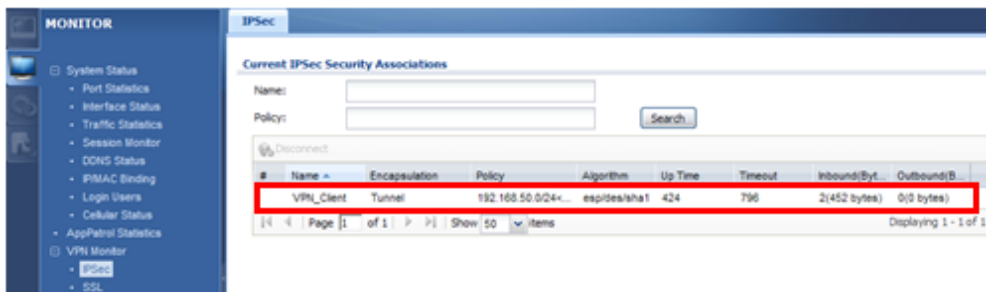 MONITOR
IPSec
System Status
Port Statistics
Interface Status
Traffic Statistics
Session Monitor
DDNS Status
IP/MAC Binding
Login Users
Cellular Status
AppPatrol Statistics
VPN Monitor
IPSec
SSL
Current IPSec Security Associations
Name:
Policy:
Search
Disconnect
# Name Encapsulation Policy Algorithm Up Time Timeout Inbound(Byt... Outbound(B...
VPN_Client Tunnel 192.168.50.0/24<... esp/des/sha1 424 796 2(452 bytes) 0(0 bytes)
Page 1 of 1 Show 50 items Displaying 1 - 1 of 1